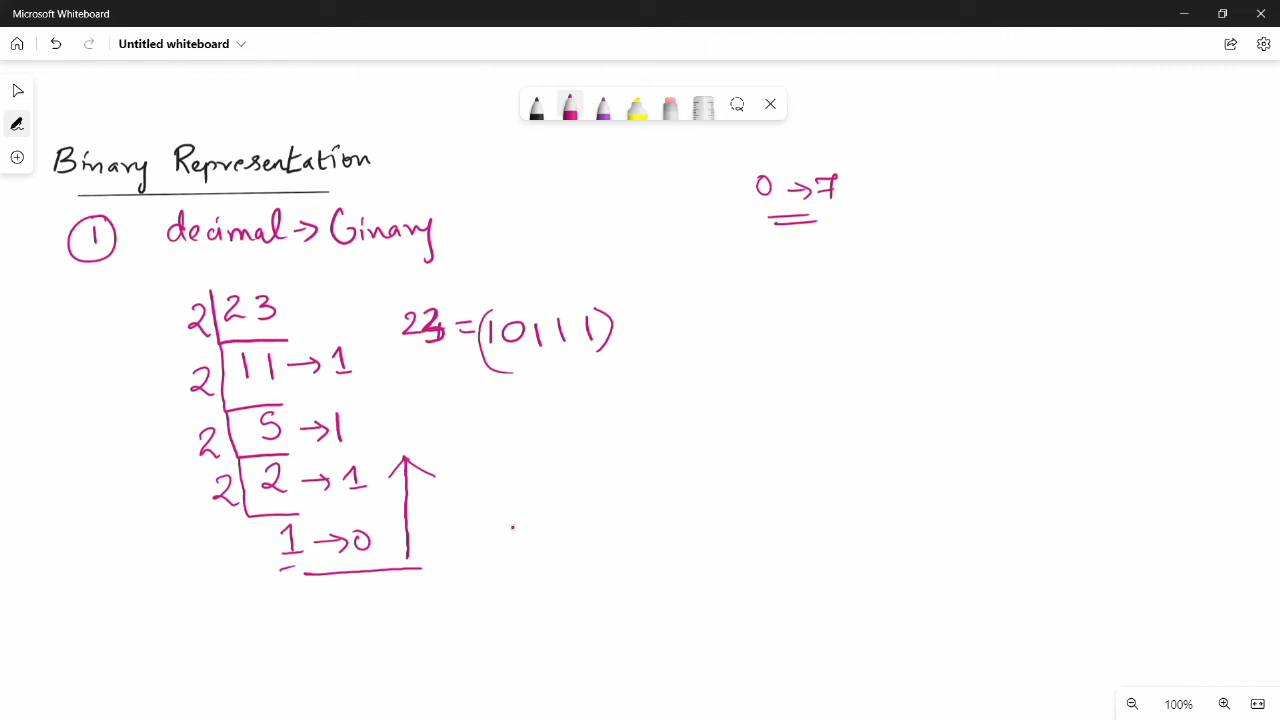 Microsoft Whiteboard
Untitled whiteboard
Binary Representation
0 → 7
1 decimal → Binary
2 23
23 = (10111)
2 11 → 1
2 5 → 1
2 2 → 1
1 → 0
100%